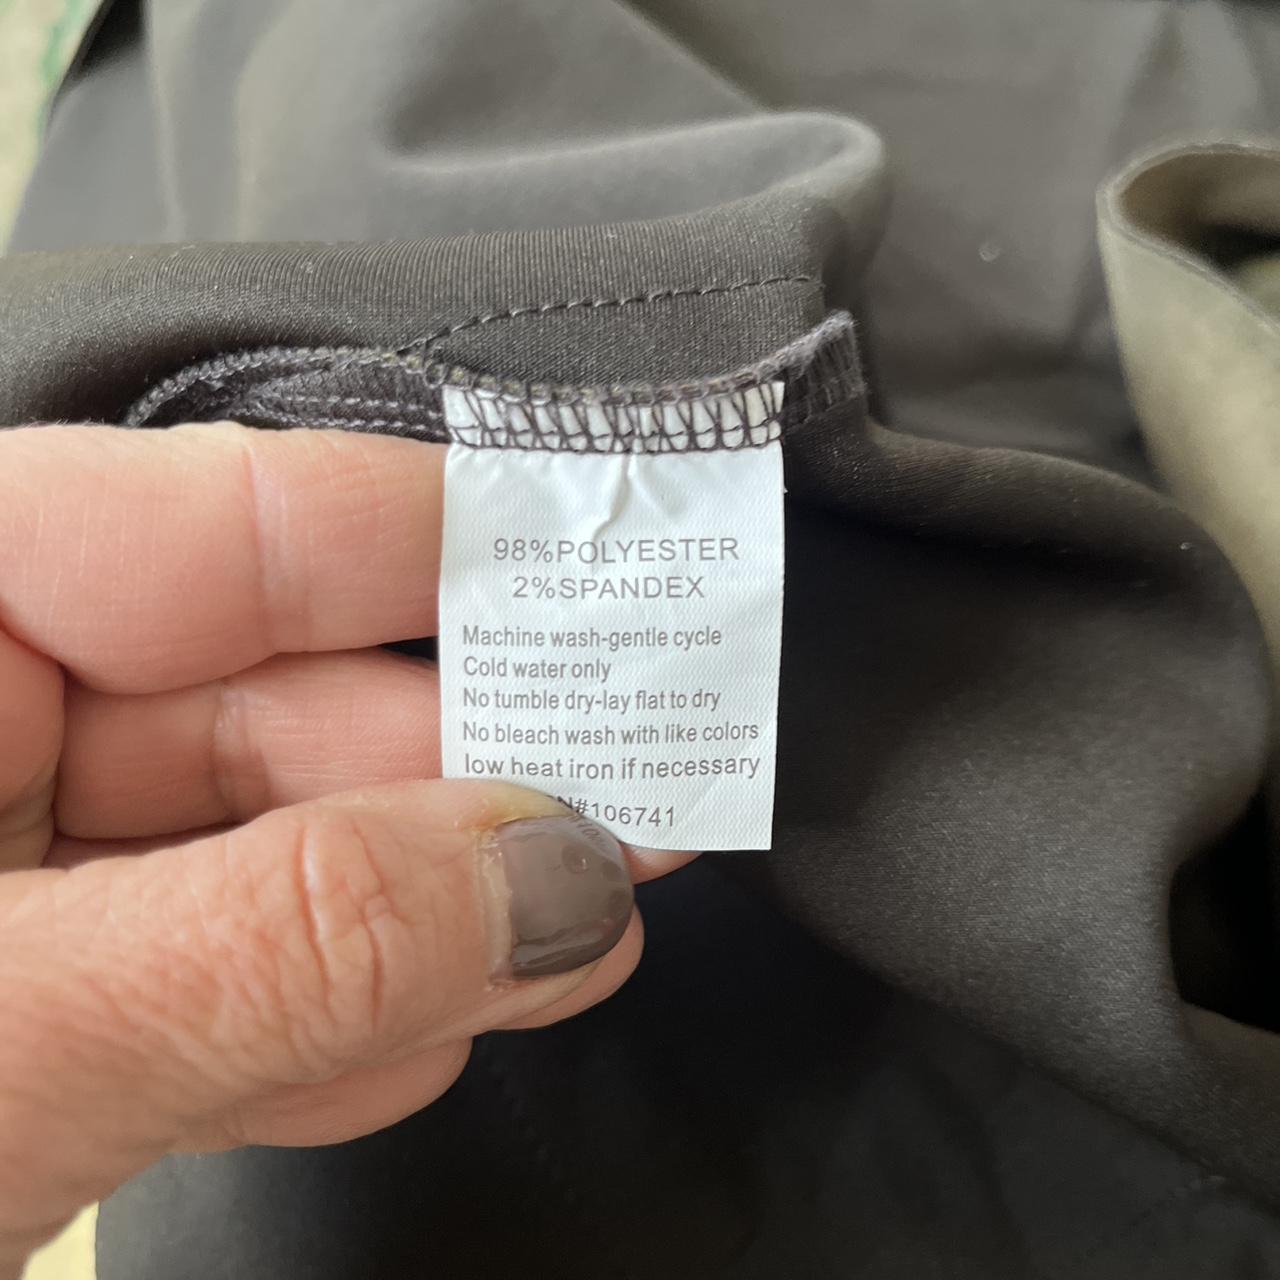 98%POLYESTER
2%SPANDEX
Machine wash-gentle cycle
Cold water only
No tumble dry-lay flat to dry
No bleach wash with like colors
low heat iron if necessary
N#106741